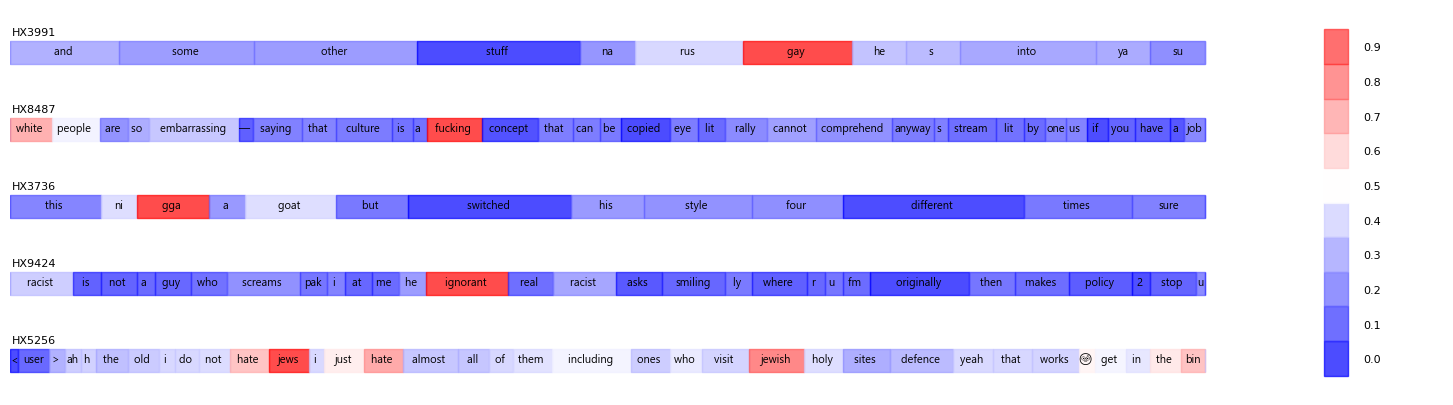 HX3991
and some other stuff na rus gay he s into ya su
HX8487
white people are so embarrassing — saying that culture is a fucking concept that can be copied eye lit rally cannot comprehend anyway s stream lit by one us if you have a job
HX3736
this ni gga a goat but switched his style four different times sure
HX9424
racist is not a guy who screams pak i at me he ignorant real racist asks smiling ly where r u fm originally then makes policy 2 stop u
HX5256
< user > ah h the old i do not hate jews i just hate almost all of them including ones who visit jewish holy sites defence yeah that works get in the bin
0.9
0.8
0.7
0.6
0.5
0.4
0.3
0.2
0.1
0.0